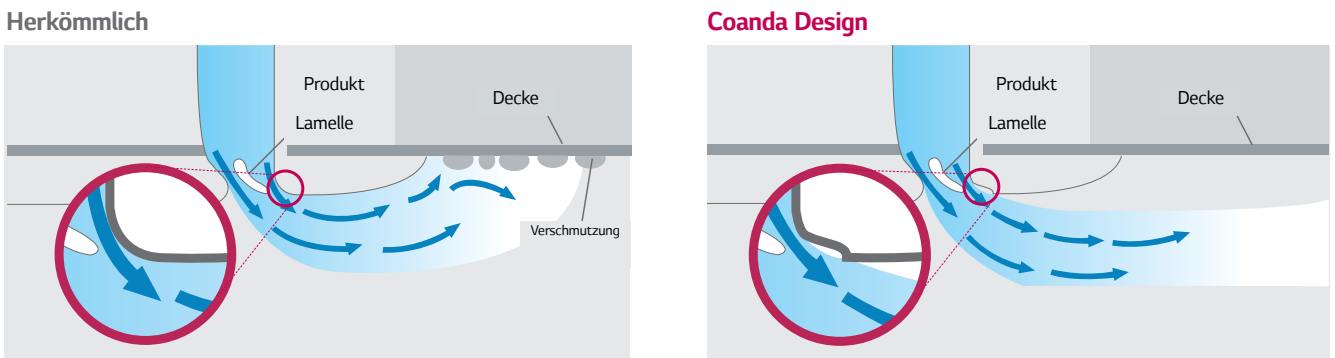 Herkömmlich
Produkt
Decke
Lamelle
Verschmutzung
Coanda Design
Produkt
Decke
Lamelle